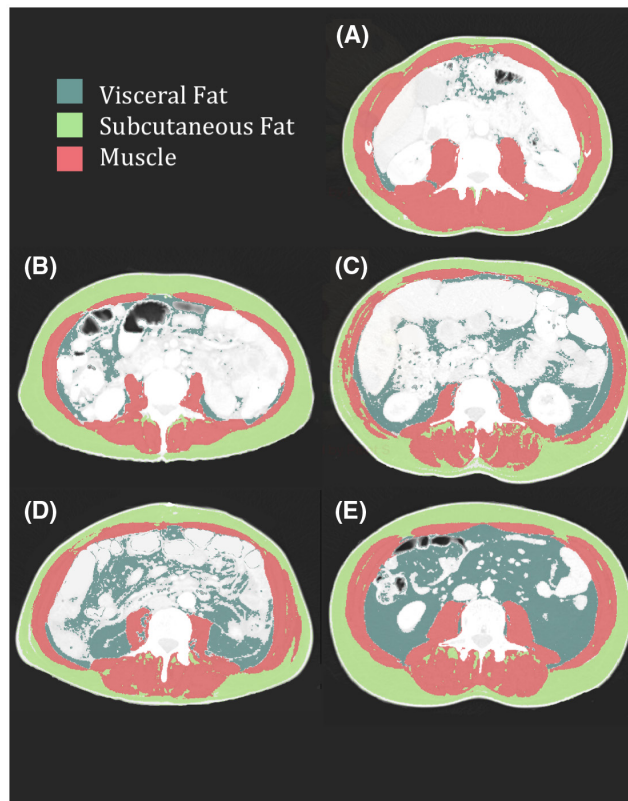 (A)
Visceral Fat
Subcutaneous Fat
Muscle
(B)
(C)
(D)
(E)